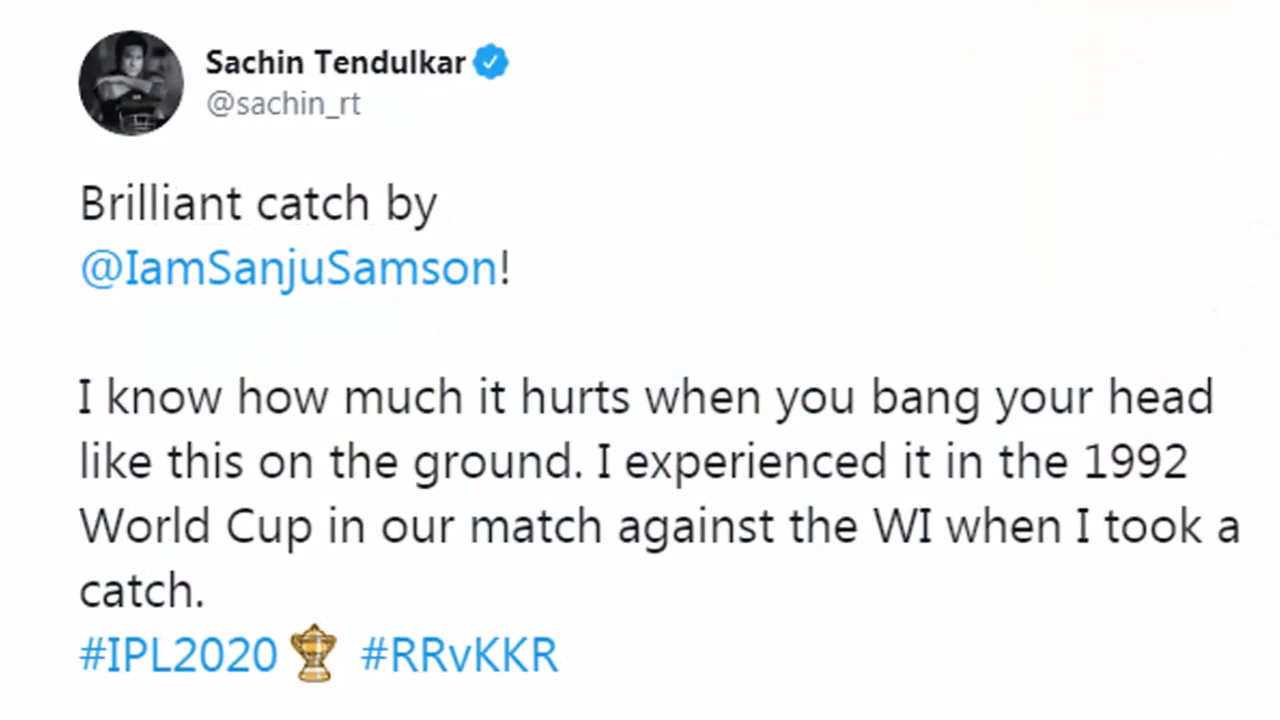 Sachin Tendulkar
@sachin_rt
Brilliant catch by
@IamSanjuSamson!
I know how much it hurts when you bang your head
like this on the ground. I experienced it in the 1992
World Cup in our match against the WI when I took a
catch.
#IPL2020🏆 #RRvKKR